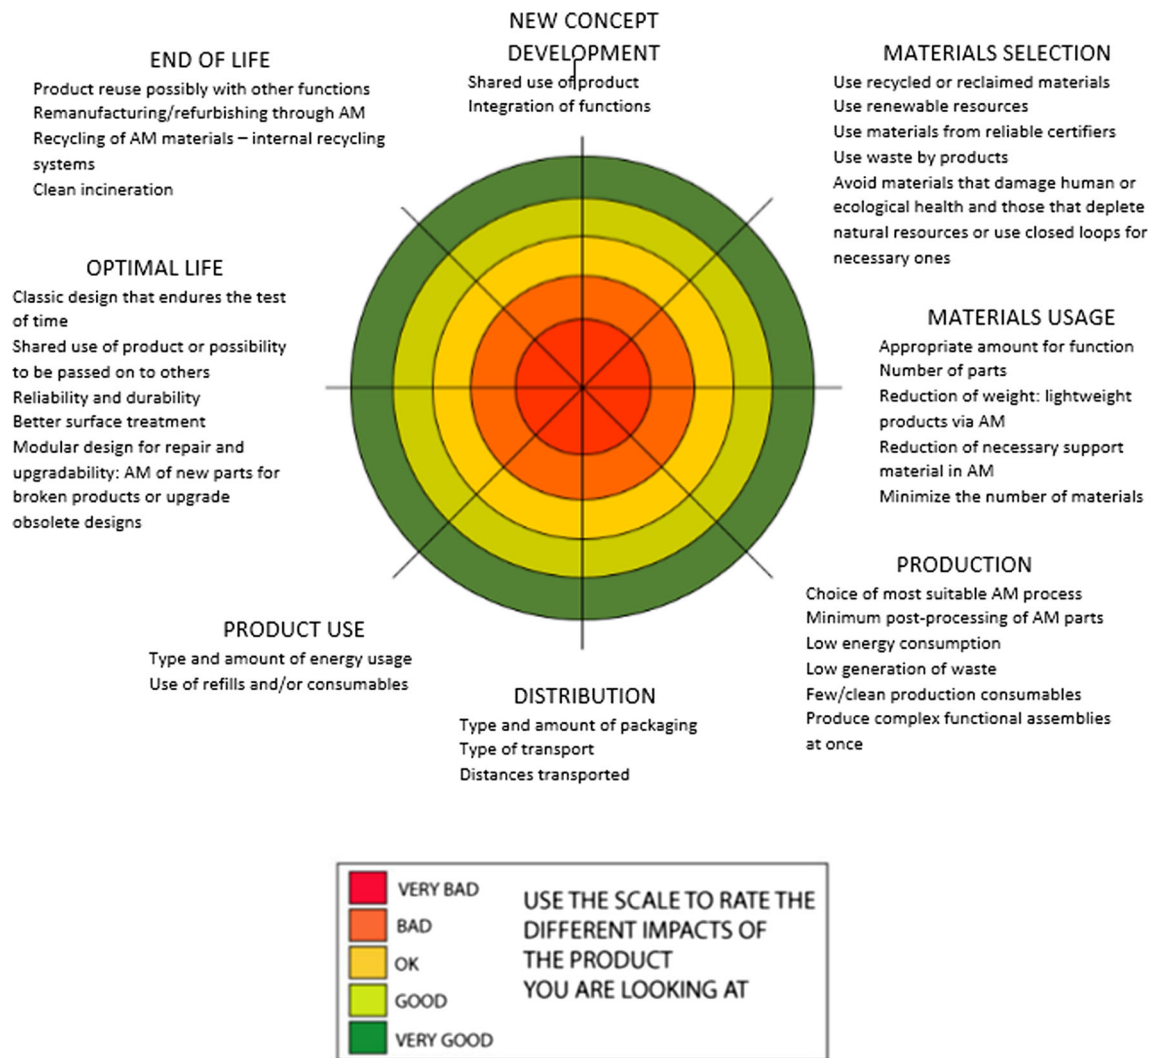 NEW CONCEPT
DEVELOPMENT
Shared use of product
Integration of functions
MATERIALS SELECTION
Use recycled or reclaimed materials
Use renewable resources
Use materials from reliable certifiers
Use waste by products
Avoid materials that damage human or
ecological health and those that deplete
natural resources or use closed loops for
necessary ones
MATERIALS USAGE
Appropriate amount for function
Number of parts
Reduction of weight: lightweight
products via AM
Reduction of necessary support
material in AM
Minimize the number of materials
PRODUCTION
Choice of most suitable AM process
Minimum post-processing of AM parts
Low energy consumption
Low generation of waste
Few/clean production consumables
Produce complex functional assemblies
at once
DISTRIBUTION
Type and amount of packaging
Type of transport
Distances transported
PRODUCT USE
Type and amount of energy usage
Use of refills and/or consumables
OPTIMAL LIFE
Classic design that endures the test
of time
Shared use of product or possibility
to be passed on to others
Reliability and durability
Better surface treatment
Modular design for repair and
upgradability: AM of new parts for
broken products or upgrade
obsolete designs
END OF LIFE
Product reuse possibly with other functions
Remanufacturing/refurbishing through AM
Recycling of AM materials – internal recycling
systems
Clean incineration
VERY BAD
BAD
OK
GOOD
VERY GOOD
USE THE SCALE TO RATE THE
DIFFERENT IMPACTS OF
THE PRODUCT
YOU ARE LOOKING AT